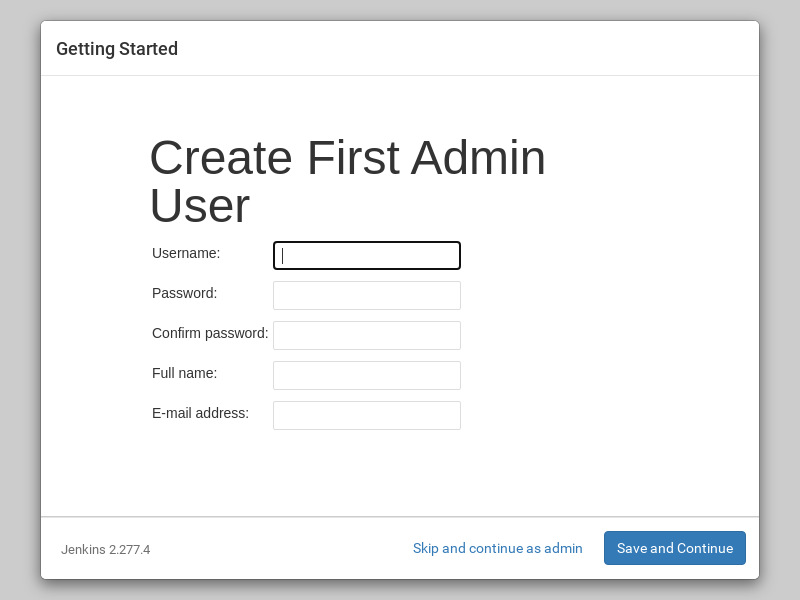 Getting Started
Create First Admin
User
Username:
Password:
Confirm password:
Full name:
E-mail address:
Jenkins 2.277.4
Skip and continue as admin
Save and Continue